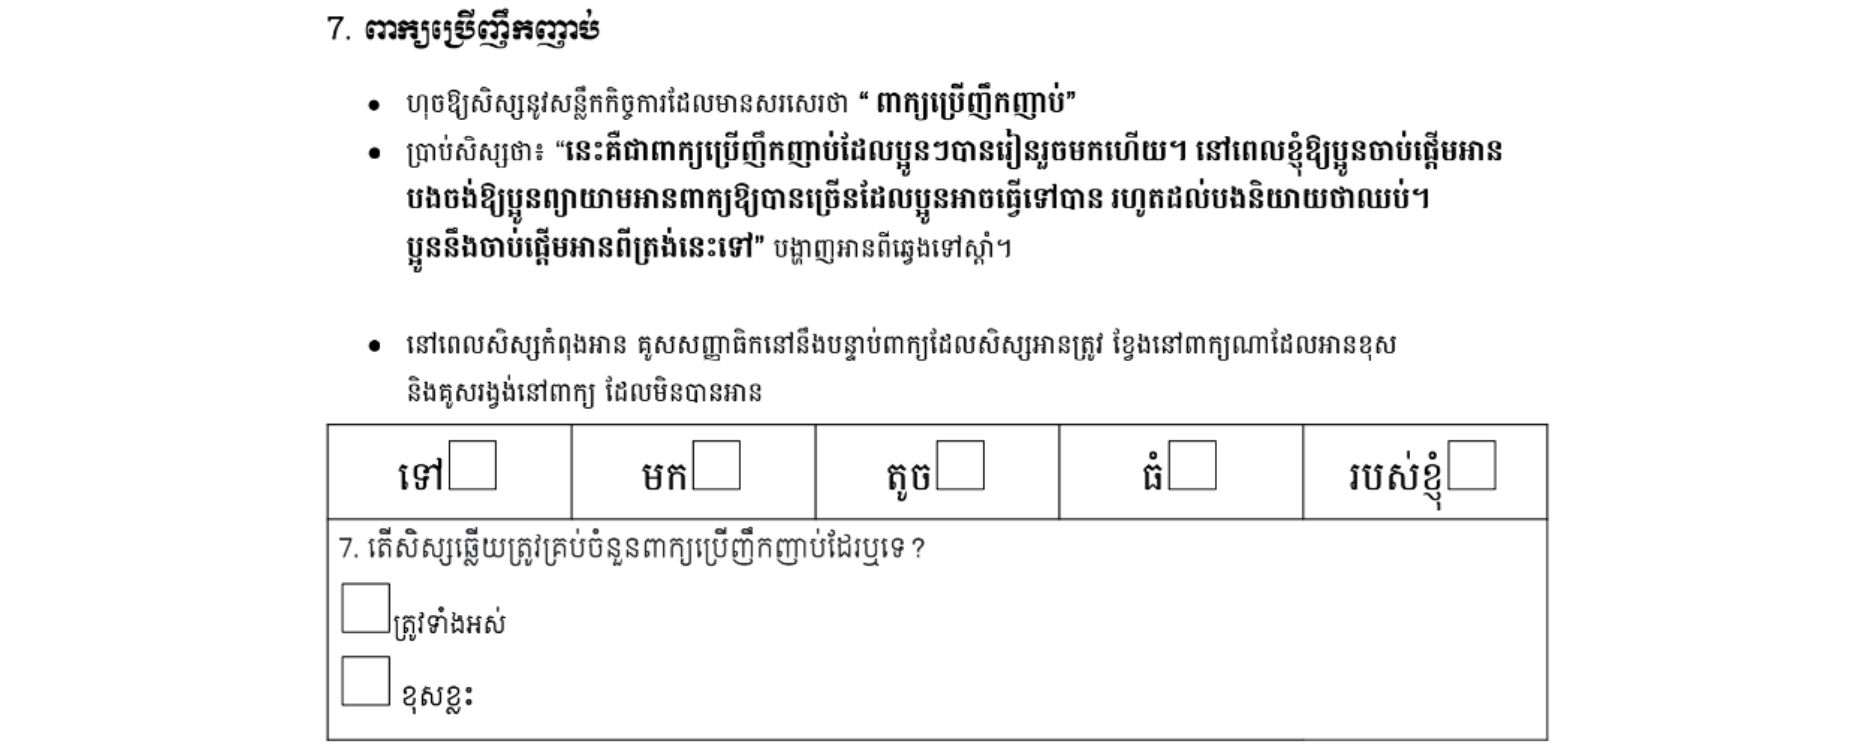 7. ពាក្យប្រើញឹកញាប់
● ហុចឱ្យសិស្សនូវសន្លឹកកិច្ចការដែលមានសរសេរថា “ ពាក្យប្រើញឹកញាប់”
● ប្រាប់សិស្សថា៖ “នេះគឺជាពាក្យប្រើញឹកញាប់ដែលប្អូនៗបានរៀនរួចមកហើយ។ នៅពេលខ្ញុំឱ្យប្អូនចាប់ផ្តើមអាន
បងចង់ឱ្យប្អូនព្យាយាមអានពាក្យឱ្យបានច្រើនដែលប្អូនអាចធ្វើទៅបាន រហូតដល់បងនិយាយថាឈប់។
ប្អូននឹងចាប់ផ្តើមអានពីត្រង់នេះទៅ” បង្ហាញអានពីឆ្វេងទៅស្តាំ។
● នៅពេលសិស្សកំពុងអាន គូសសញ្ញាធិកនៅនឹងបន្ទាប់ពាក្យដែលសិស្សអានត្រូវ ខ្វែងនៅពាក្យណាដែលអានខុស
និងគូសរង្វង់នៅពាក្យ ដែលមិនបានអាន
ទៅ មក តូច ធំ របស់ខ្ញុំ
7. តើសិស្សឆ្លើយត្រូវគ្រប់ចំនួនពាក្យប្រើញឹកញាប់ដែរឬទេ ?
ត្រូវទាំងអស់
ខុសខ្លះ